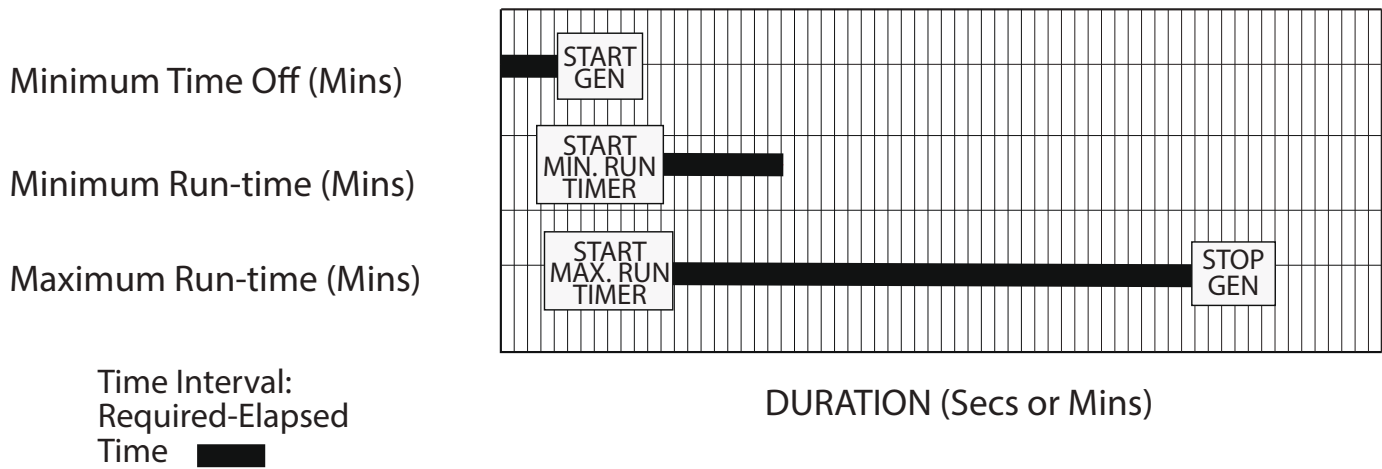 Minimum Time Off (Mins)
START
GEN
Minimum Run-time (Mins)
START
MIN. RUN
TIMER
Maximum Run-time (Mins)
START
MAX. RUN
TIMER
STOP
GEN
Time Interval:
Required-Elapsed
Time
DURATION (Secs or Mins)